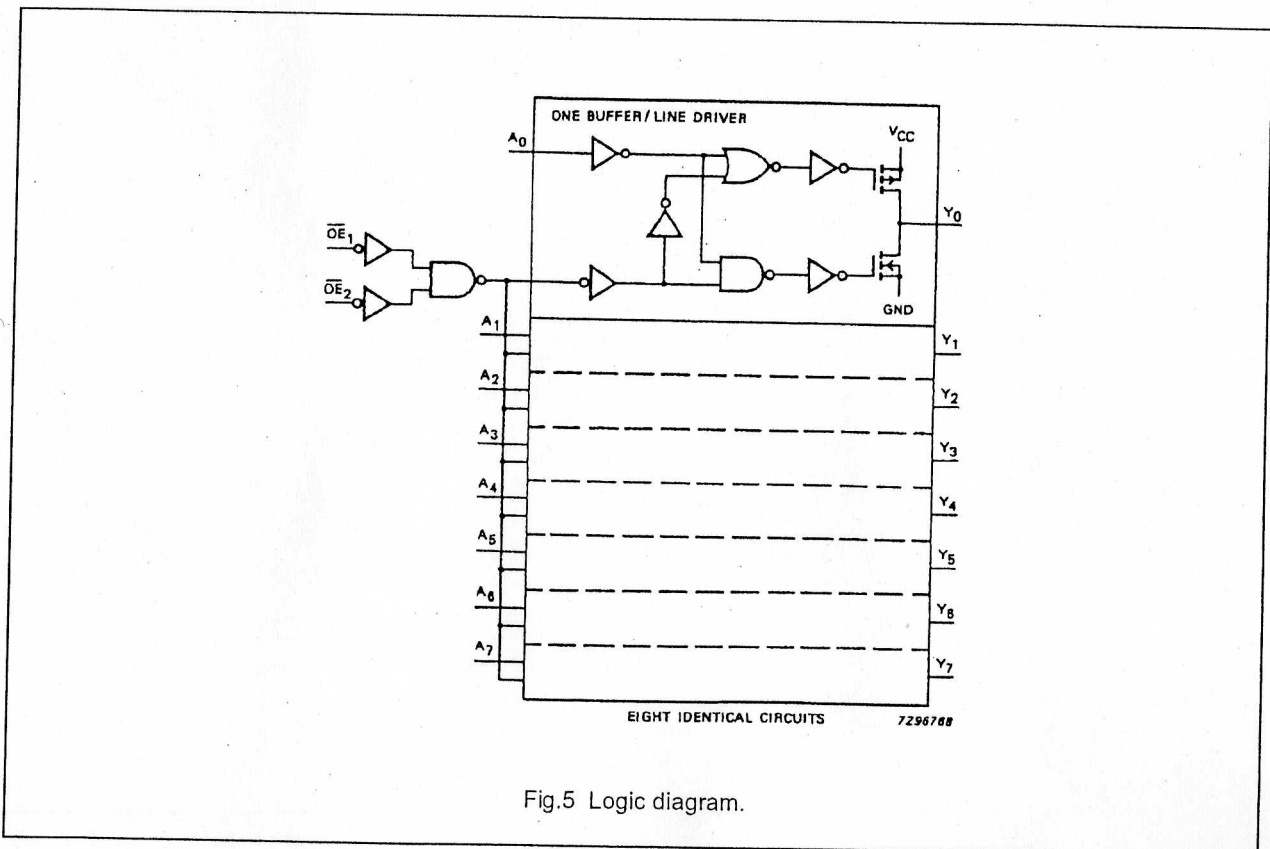 ONE BUFFER/LINE DRIVER
A0
VCC
Y0
OE1
OE2
GND
A1
Y1
A2
Y2
A3
Y3
A4
Y4
A5
Y5
A6
Y6
A7
Y7
EIGHT IDENTICAL CIRCUITS
7Z96768
Fig.5 Logic diagram.